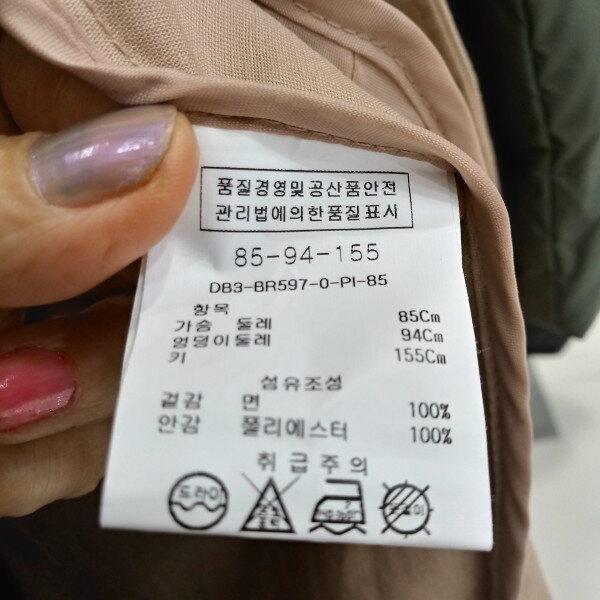 품질경영및공산품안전
관리법에의한품질표시
85-94-155
DB3-BR597-0-PI-85
항목
가슴 둘레 85Cm
엉덩이둘레 94Cm
키 155Cm
섬유조성
겉감 면 100%
안감 폴리에스터 100%
취급주의
드라이